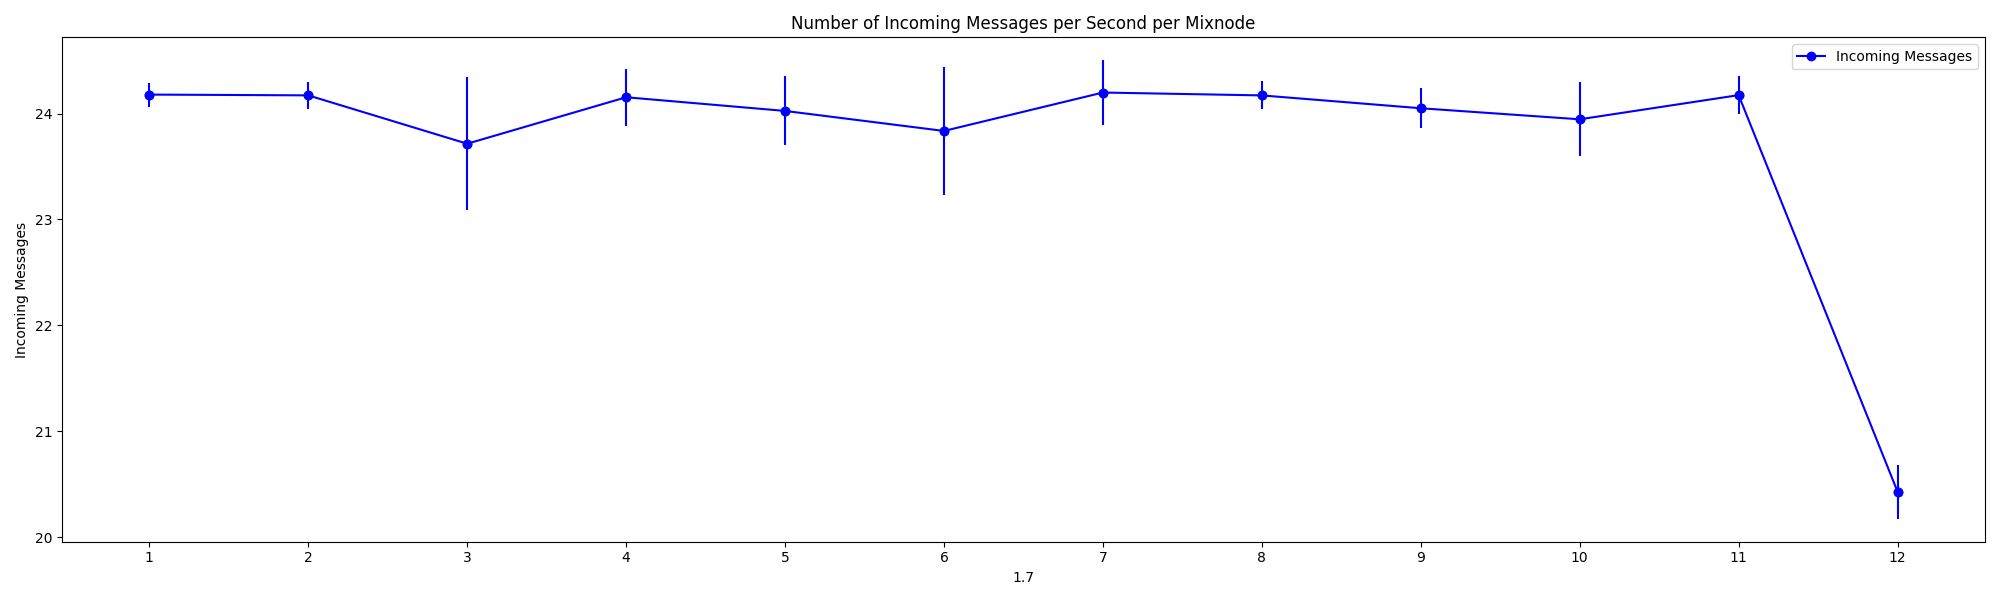 Number of Incoming Messages per Second per Mixnode
Incoming Messages
24
23
22
21
20
Incoming Messages
1 2 3 4 5 6 7 8 9 10 11 12
1.7